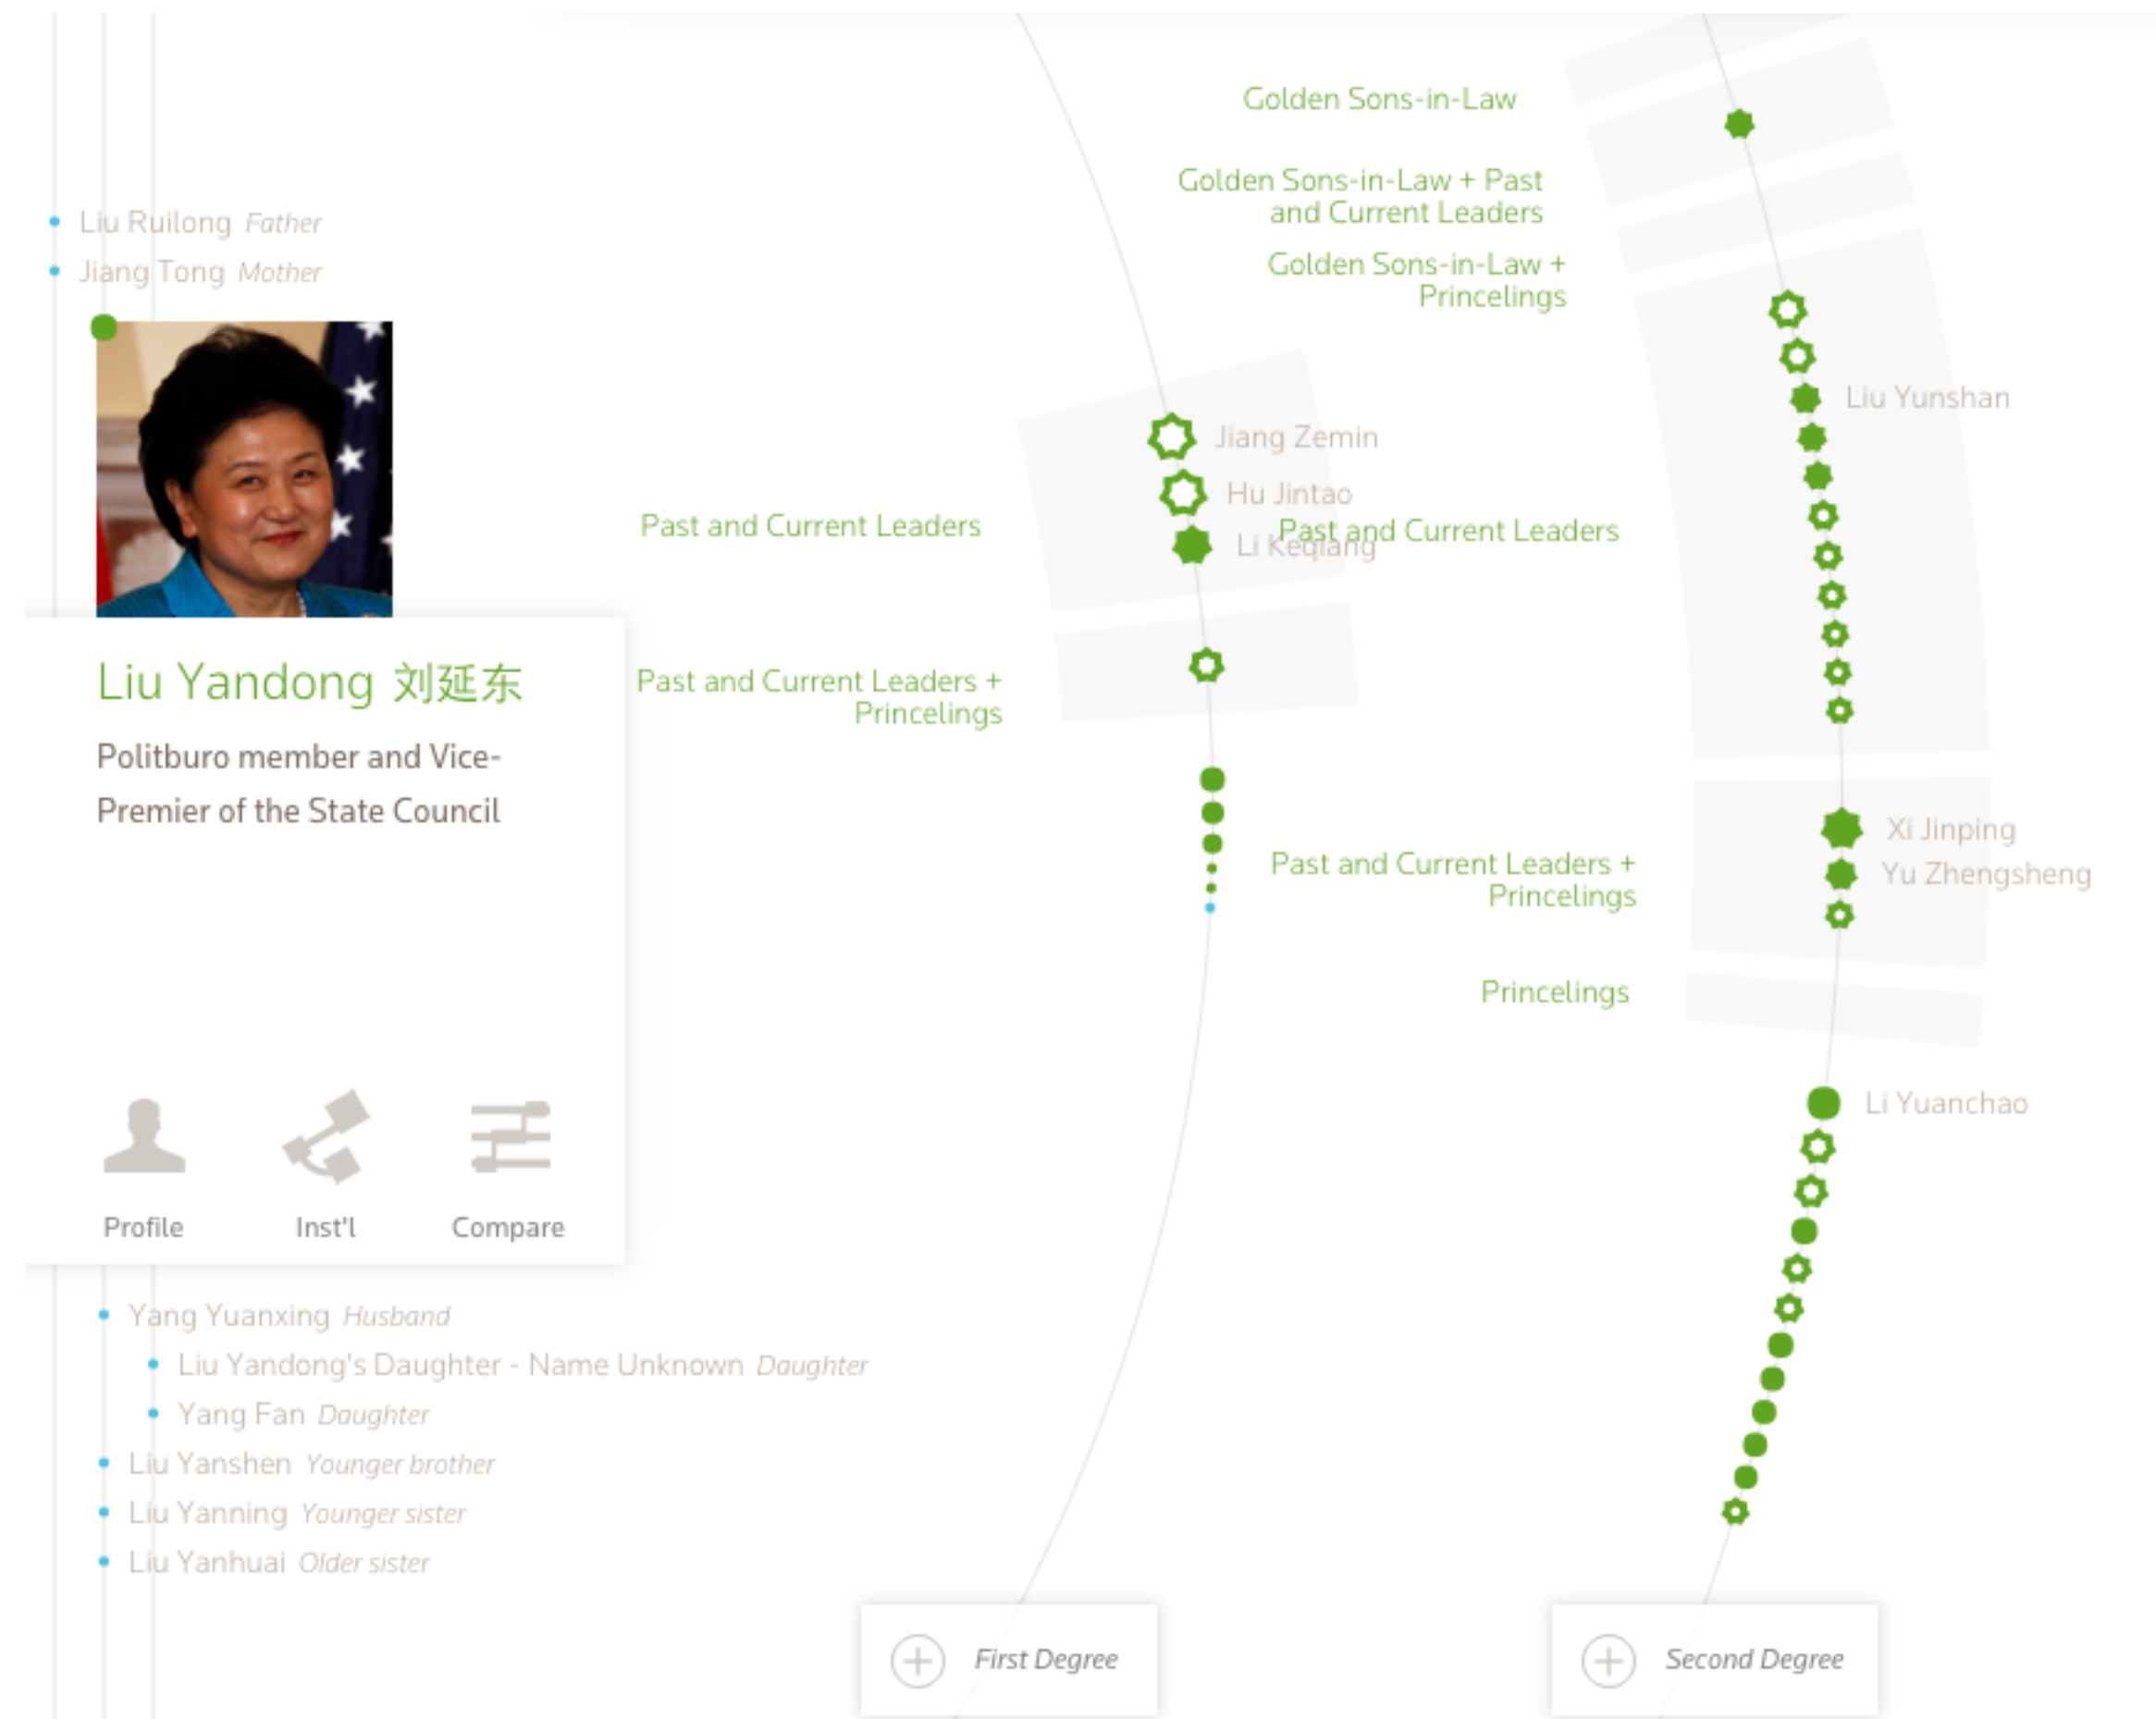 Liu Ruilong Father
Jiang Tong Mother
Liu Yandong 刘延东
Politburo member and Vice-
Premier of the State Council
Profile
Inst'l
Compare
Yang Yuanxing Husband
Liu Yandong's Daughter - Name Unknown Daughter
Yang Fan Daughter
Liu Yanshen Younger brother
Liu Yanning Younger sister
Liu Yanhuai Older sister
Past and Current Leaders
Past and Current Leaders +
Princelings
Jiang Zemin
Hu Jintao
Li Keqiang
First Degree
Golden Sons-in-Law
Golden Sons-in-Law + Past
and Current Leaders
Golden Sons-in-Law +
Princelings
Past and Current Leaders
Past and Current Leaders +
Princelings
Princelings
Liu Yunshan
Xi Jinping
Yu Zhengsheng
Li Yuanchao
Second Degree